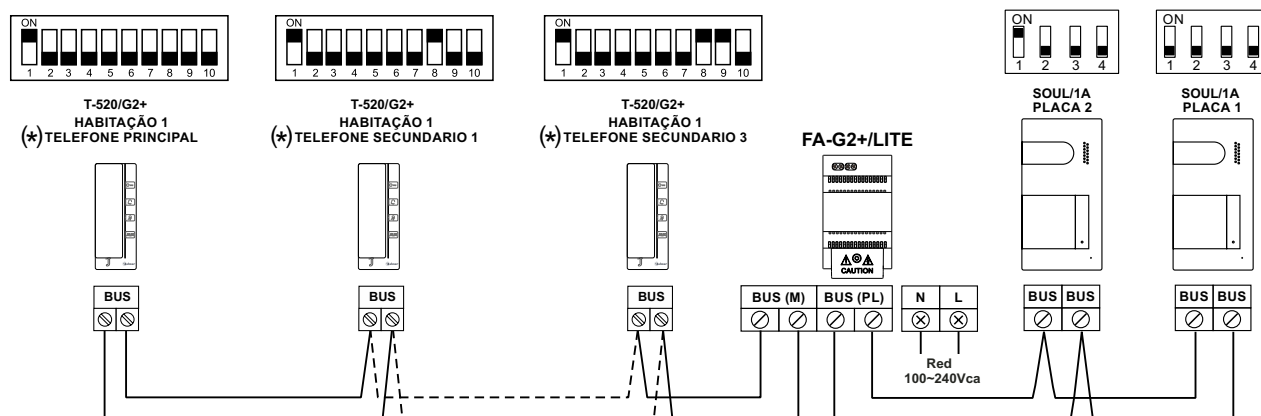 ON
1 2 3 4 5 6 7 8 9 10
ON
1 2 3 4 5 6 7 8 9 10
ON
1 2 3 4 5 6 7 8 9 10
ON
1 2 3 4
ON
1 2 3 4
T-520/G2+
HABITAÇÃO 1
(*) TELEFONE PRINCIPAL
T-520/G2+
HABITAÇÃO 1
(*) TELEFONE SECUNDARIO 1
T-520/G2+
HABITAÇÃO 1
(*) TELEFONE SECUNDARIO 3
FA-G2+/LITE
SOUL/1A
PLACA 2
SOUL/1A
PLACA 1
CAUTION
BUS
BUS
BUS
BUS (M) BUS (PL) N L
BUS BUS
BUS BUS
Red
100~240Vca